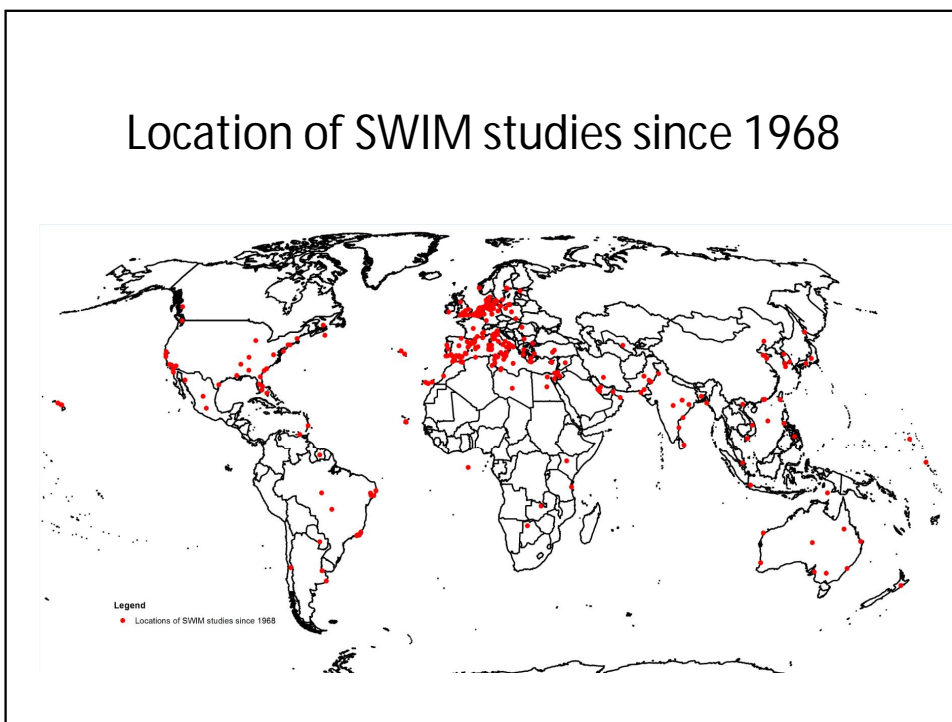 Location of SWIM studies since 1968
Legend
Locations of SWIM studies since 1968